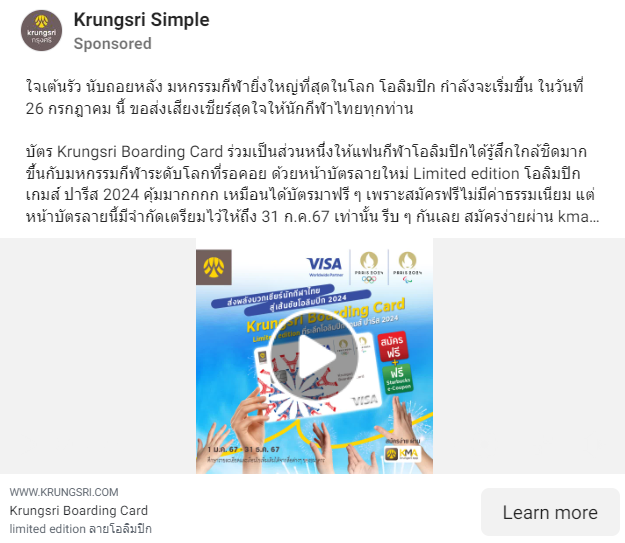 Krungsri Simple
Sponsored
krungsri
กรุงศรี
ใจเต้นรัว นับถอยหลัง มหกรรมกีฬายิ่งใหญ่ที่สุดในโลก โอลิมปิก กำลังจะเริ่มขึ้น ในวันที่
26 กรกฎาคม นี้ ขอส่งเสียงเชียร์สุดใจให้นักกีฬาไทยทุกท่าน
บัตร Krungsri Boarding Card ร่วมเป็นส่วนหนึ่งให้แฟนกีฬาโอลิมปิกได้รู้สึกใกล้ชิดมาก
ขึ้นกับมหกรรมกีฬาระดับโลกที่รอคอย ด้วยหน้าบัตรลายใหม่ Limited edition โอลิมปิก
เกมส์ ปารีส 2024 คุ้มมากกกก เหมือนได้บัตรมาฟรี ๆ เพราะสมัครฟรีไม่มีค่าธรรมเนียม แต่
หน้าบัตรลายนี้มีจำกัดเตรียมไว้ให้ถึง 31 ก.ค.67 เท่านั้น รีบ ๆ กันเลย สมัครง่ายผ่าน kma...
VISA
Worldwide Partner
PARIS 2024
PARIS 2024
ส่งพลังบวกเชียร์นักกีฬาไทย
สู่เส้นชัยโอลิมปิก 2024
Krungsri Boarding Card
Limited edition ที่ระลึกโอลิมปิกเกมส์ ปารีส 2024
สมัคร
ฟรี
+
ฟรี
Starbucks
e-Coupon
VISA
สมัครง่าย ผ่าน
KMA
1 ม.ค. 67 - 31 ธ.ค. 67
WWW.KRUNGSRI.COM
Krungsri Boarding Card
limited edition ลายโอลิมปิก
Learn more